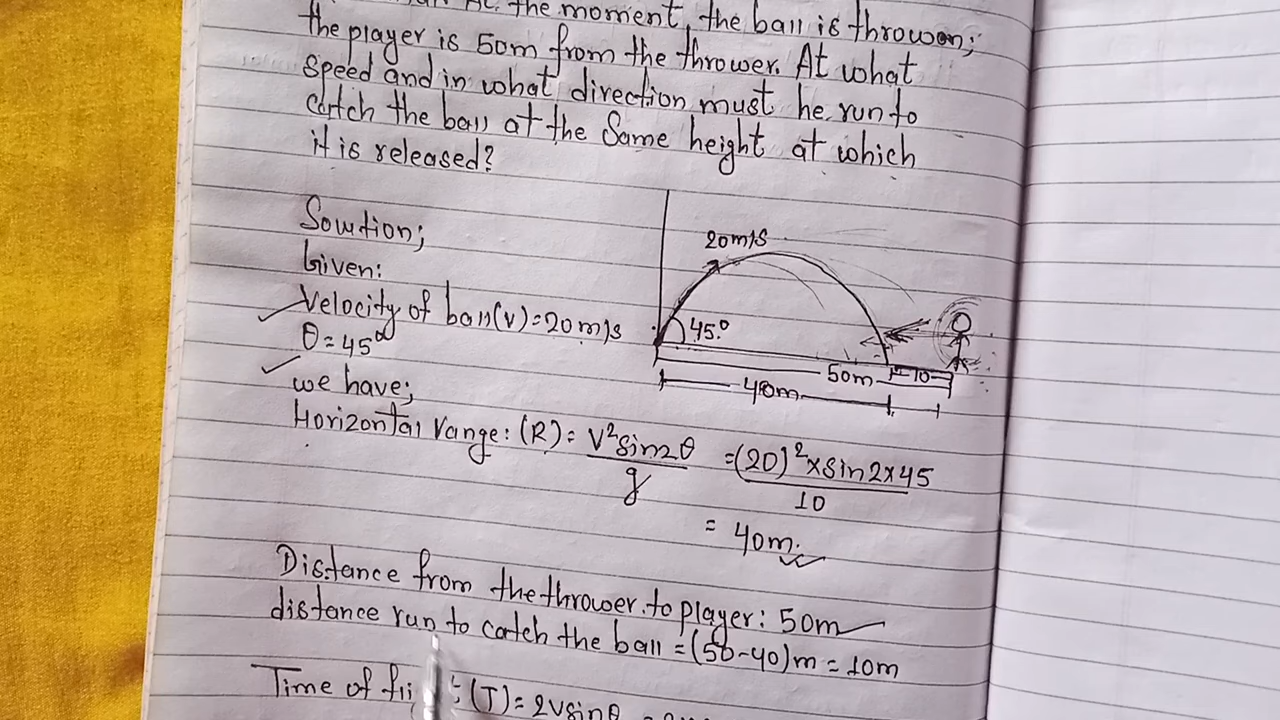 the moment, the ball is throwon;
the player is 50m from the thrower. At what
speed and in what direction must he run to
catch the ball at the same height at which
it is released?
Solution;
Given:
Velocity of ball(v)=20m/s
θ=45°
we have;
20m/s
45°
50m
10
40m
Horizontal range: (R) = v²sin2θ/g = (20)²×sin2×45/10
= 40m.
Distance from the thrower to player: 50m
distance run to catch the ball = (50-40)m = 10m
Time of : (T) = 2vsinθ =